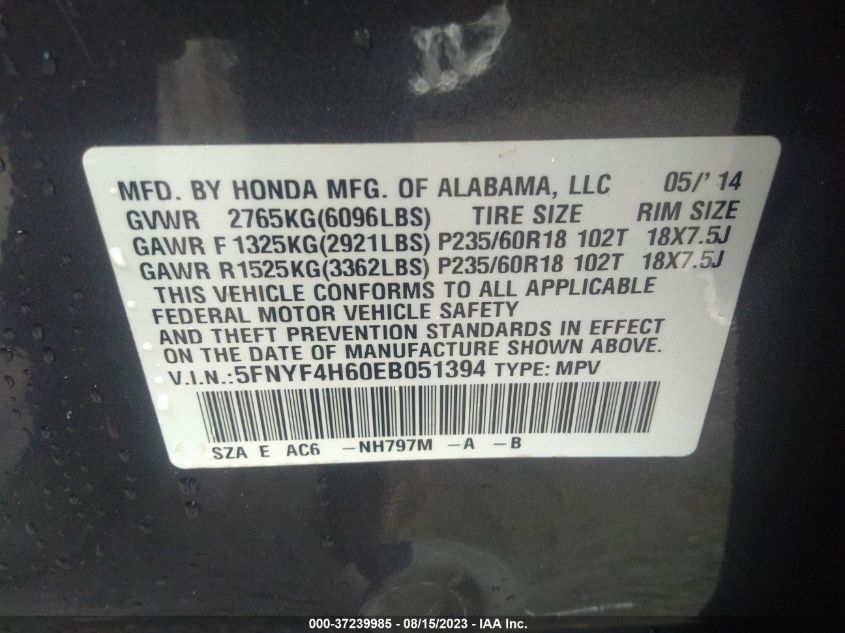 MFD. BY HONDA MFG. OF ALABAMA, LLC 05/' 14
GVWR 2765KG(6096LBS) TIRE SIZE RIM SIZE
GAWR F 1325KG(2921LBS) P235/60R18 102T 18X7.5J
GAWR R1525KG(3362LBS) P235/60R18 102T 18X7.5J
THIS VEHICLE CONFORMS TO ALL APPLICABLE
FEDERAL MOTOR VEHICLE SAFETY
AND THEFT PREVENTION STANDARDS IN EFFECT
ON THE DATE OF MANUFACTURE SHOWN ABOVE.
V.I.N.:5FNYF4H60EB051394 TYPE: MPV
SZA E AC6 -NH797M -A -B
000-37239985 - 08/15/2023 - IAA Inc.